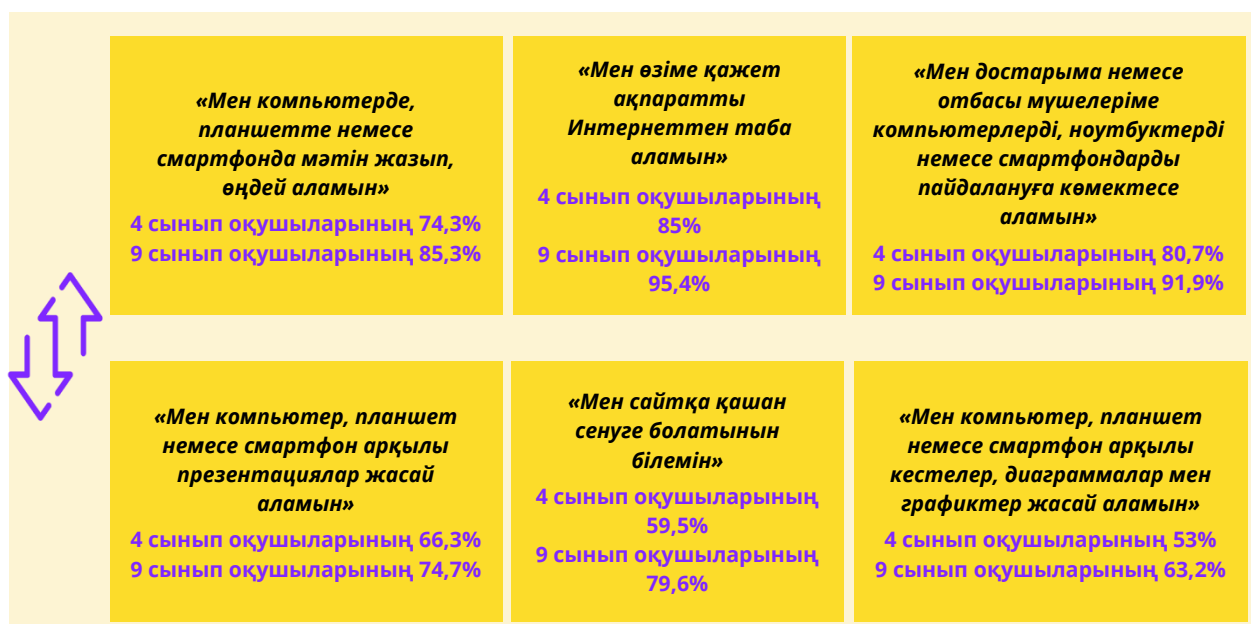 «Мен компьютерде,
планшетте немесе
смартфонда мәтін жазып,
өңдей аламын»
4 сынып оқушыларының 74,3%
9 сынып оқушыларының 85,3%
«Мен өзіме қажет
ақпаратты
Интернеттен таба
аламын»
4 сынып оқушыларының
85%
9 сынып оқушыларының
95,4%
«Мен достарыма немесе
отбасы мүшелеріме
компьютерлерді, ноутбуктерді
немесе смартфондарды
пайдалануға көмектесе
аламын»
4 сынып оқушыларының 80,7%
9 сынып оқушыларының 91,9%
«Мен компьютер, планшет
немесе смартфон арқылы
презентациялар жасай
аламын»
4 сынып оқушыларының 66,3%
9 сынып оқушыларының 74,7%
«Мен сайтқа қашан
сенуге болатынын
білемін»
4 сынып оқушыларының
59,5%
9 сынып оқушыларының
79,6%
«Мен компьютер, планшет
немесе смартфон арқылы
кестелер, диаграммалар мен
графиктер жасай аламын»
4 сынып оқушыларының 53%
9 сынып оқушыларының 63,2%